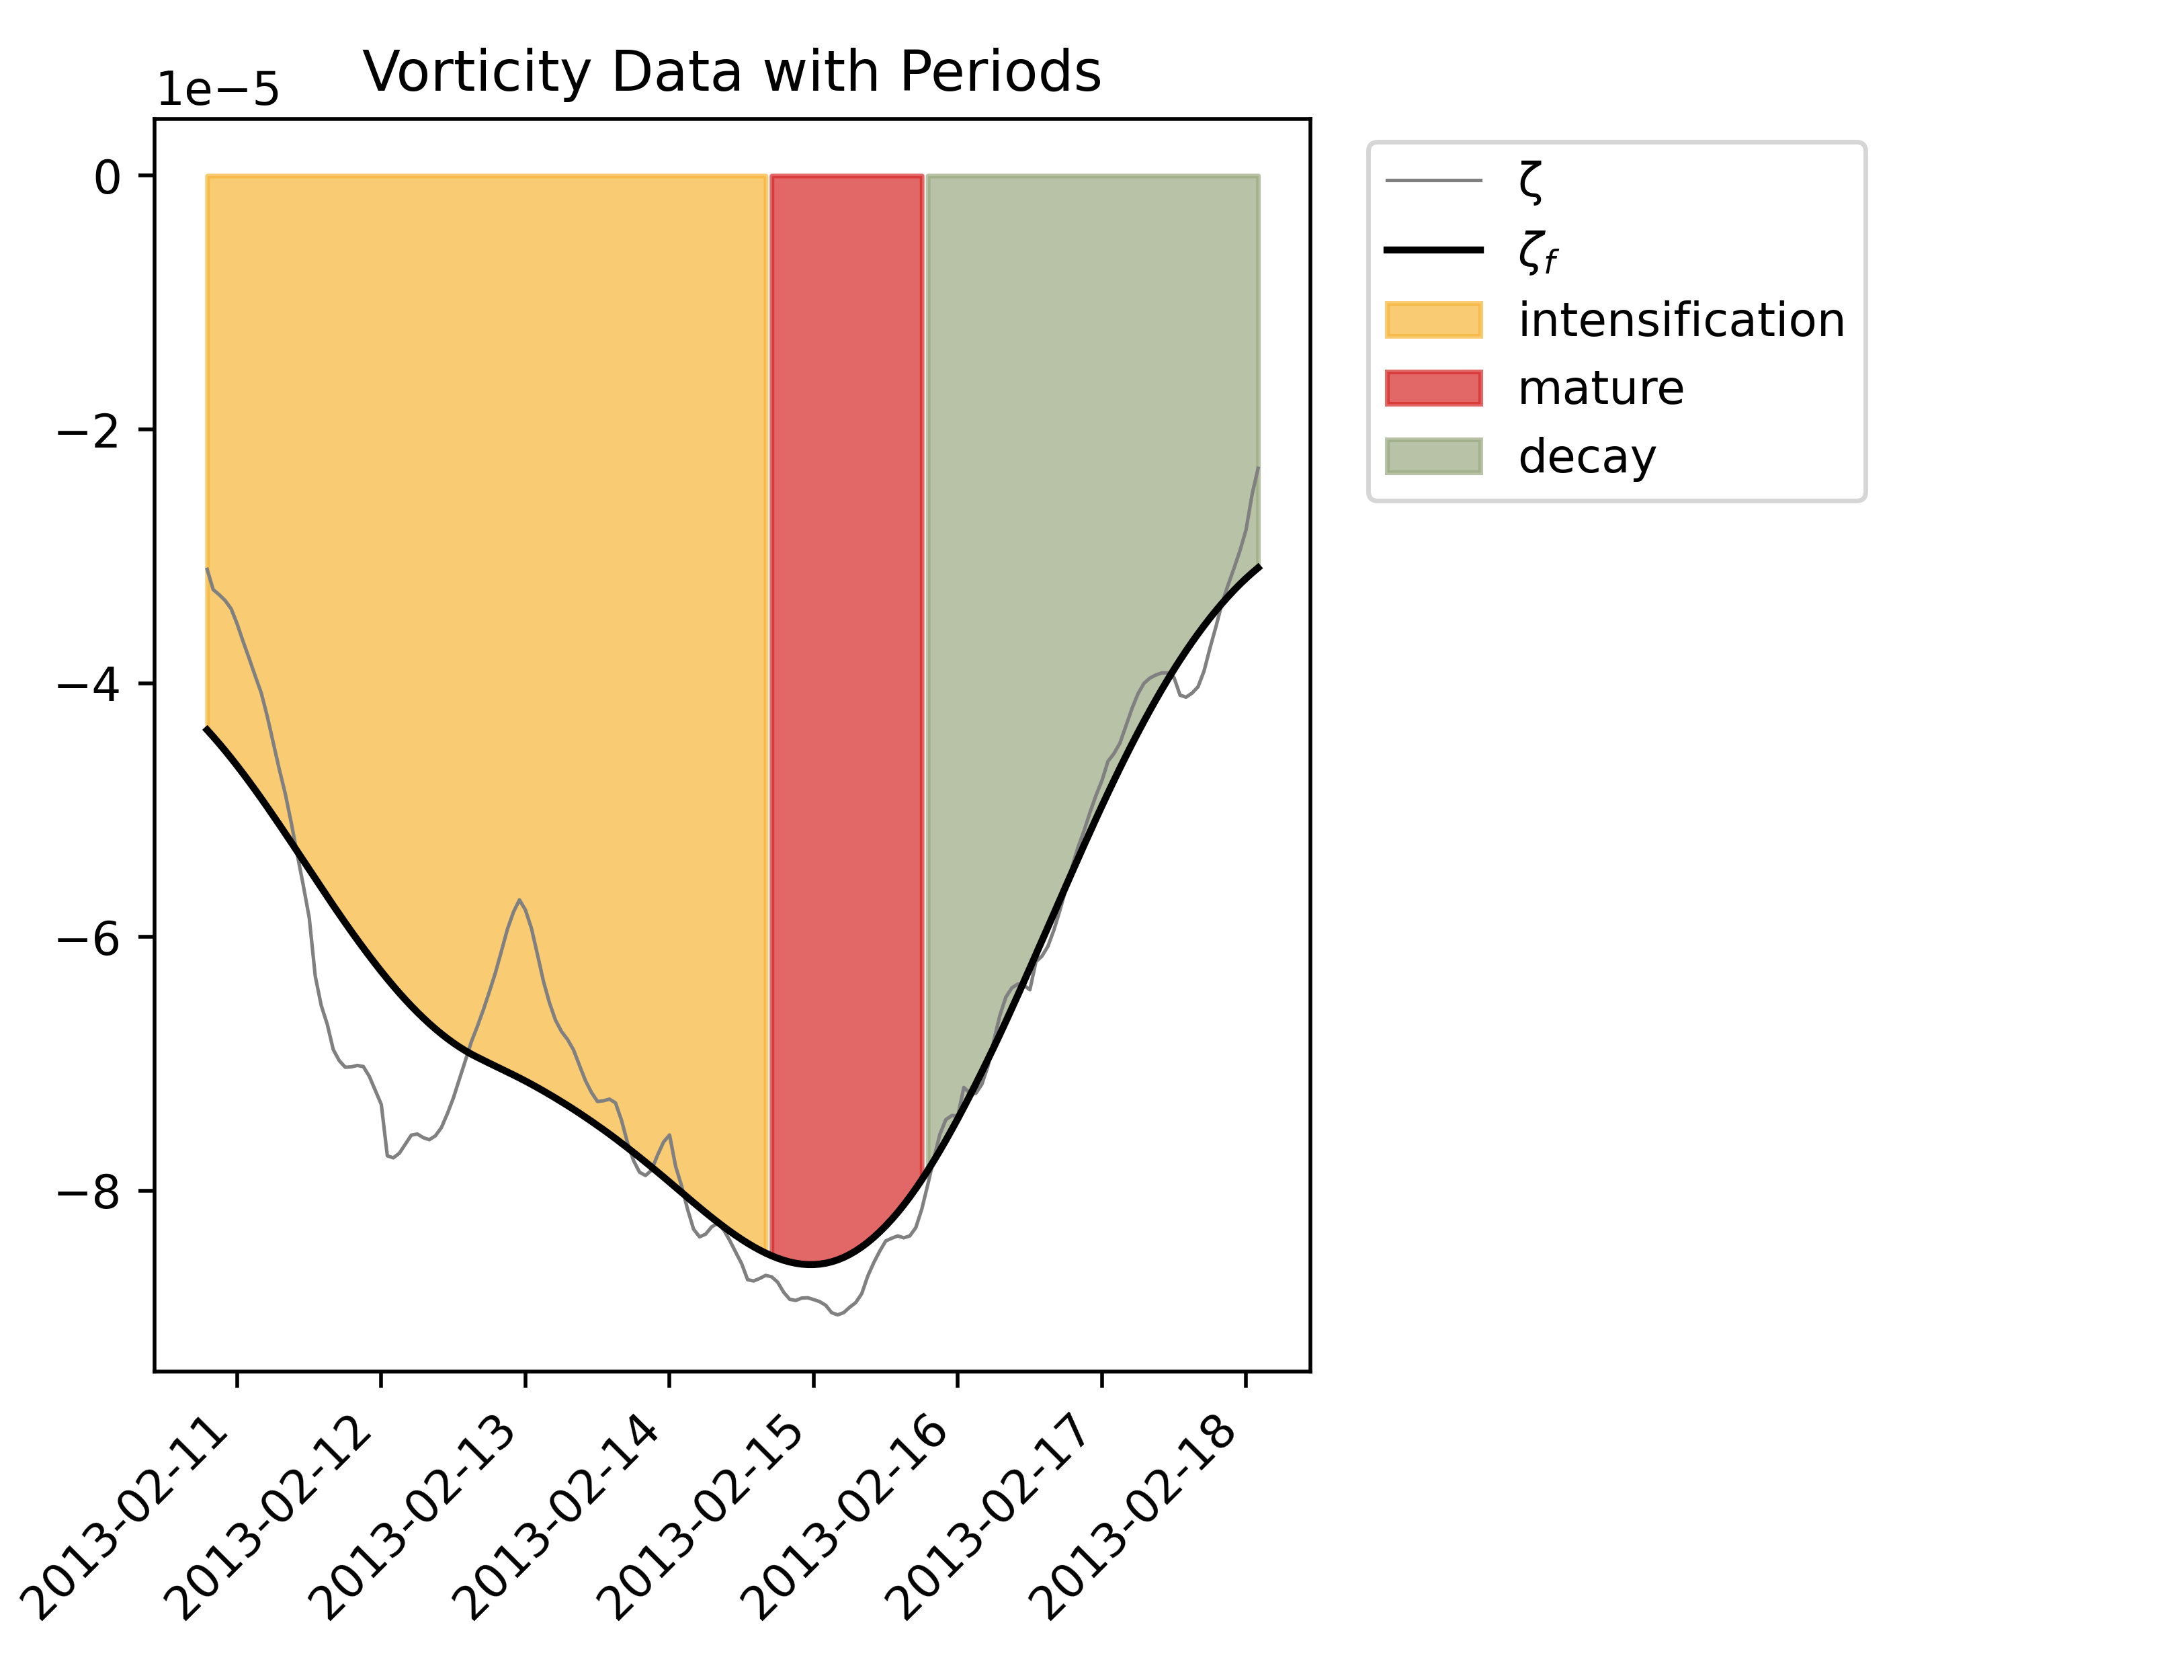 Vorticity Data with Periods
1e−5
0
−2
−4
−6
−8
2013-02-11
2013-02-12
2013-02-13
2013-02-14
2013-02-15
2013-02-16
2013-02-17
2013-02-18
ζ
ζf
intensification
mature
decay